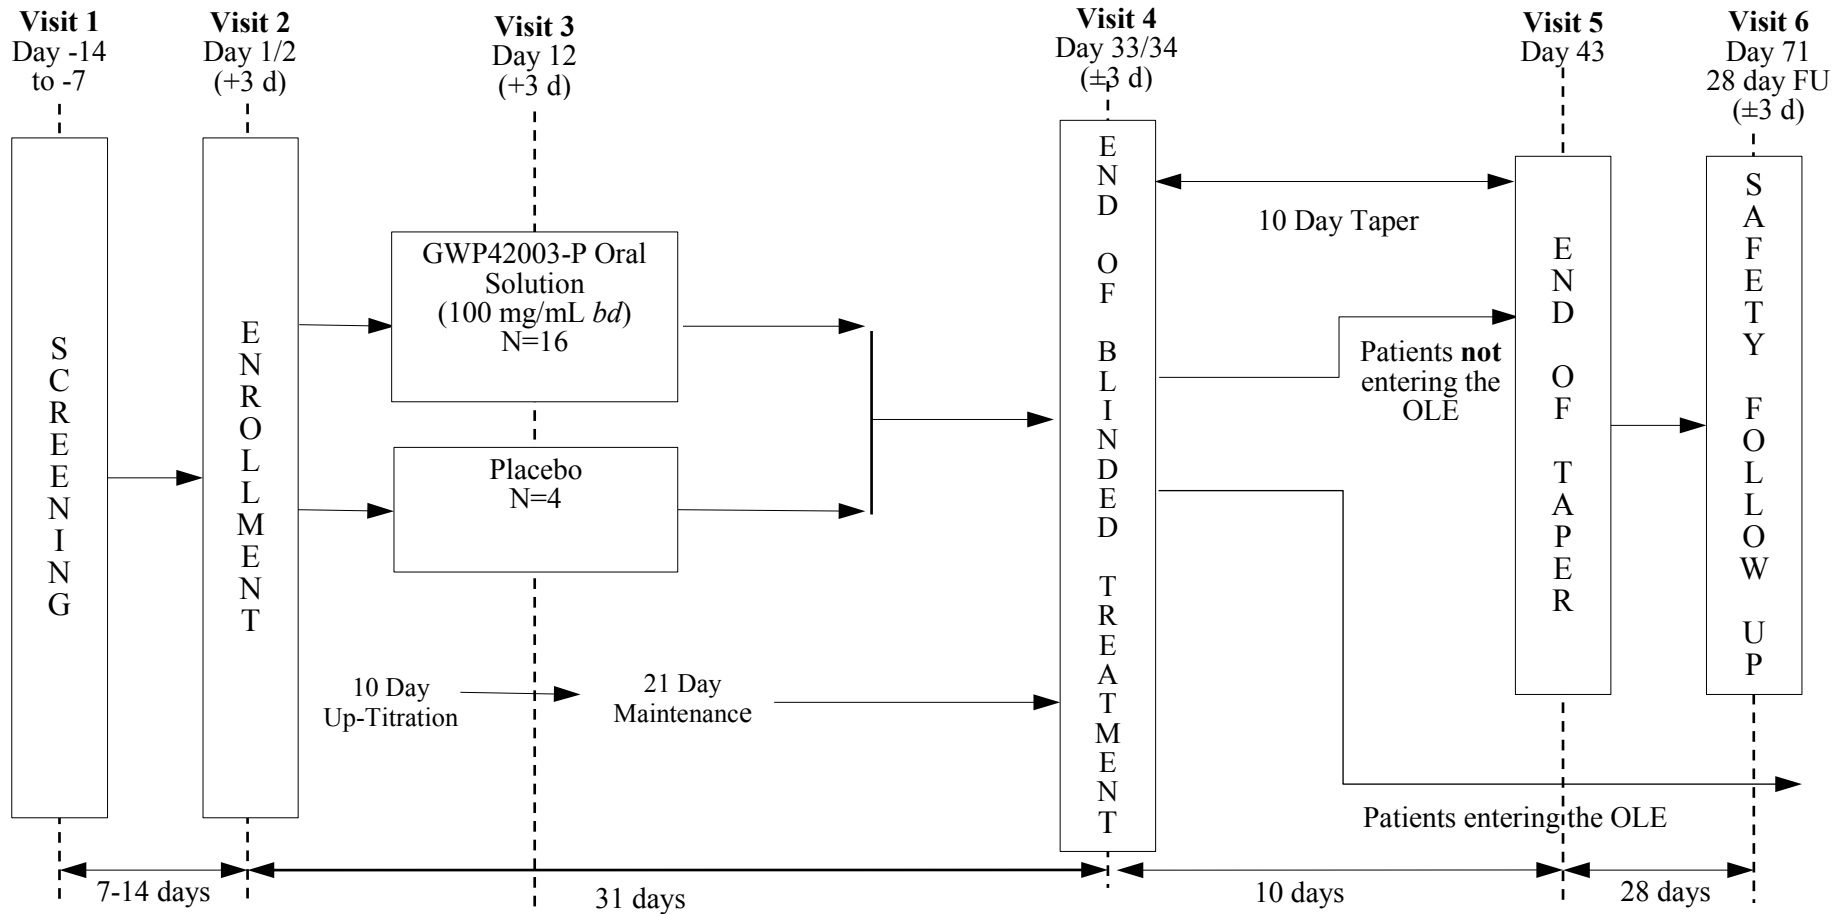 Visit 1
Day -14
to -7
Visit 2
Day 1/2
(+3 d)
Visit 3
Day 12
(+3 d)
Visit 4
Day 33/34
(±3 d)
Visit 5
Day 43
Visit 6
Day 71
28 day FU
(±3 d)
SCREENING
ENROLLMENT
GWP42003-P Oral
Solution
(100 mg/mL bd)
N=16
Placebo
N=4
10 Day
Up-Titration
21 Day
Maintenance
END OF BLINDED TREATMENT
10 Day Taper
Patients not
entering the
OLE
Patients entering the OLE
END OF TAPER
SAFETY FOLLOW UP
7-14 days
31 days
10 days
28 days